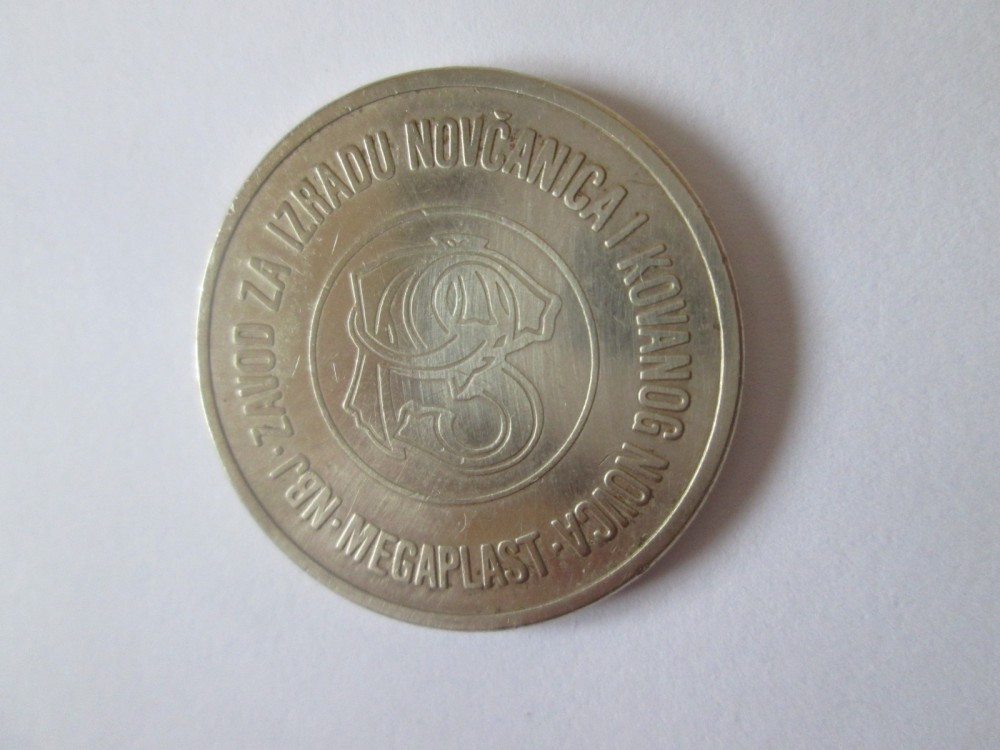 NBJ · ZAVOD ZA IZRADU NOVČANICA I KOVANOG NOVCA · MEGAPLAST ·